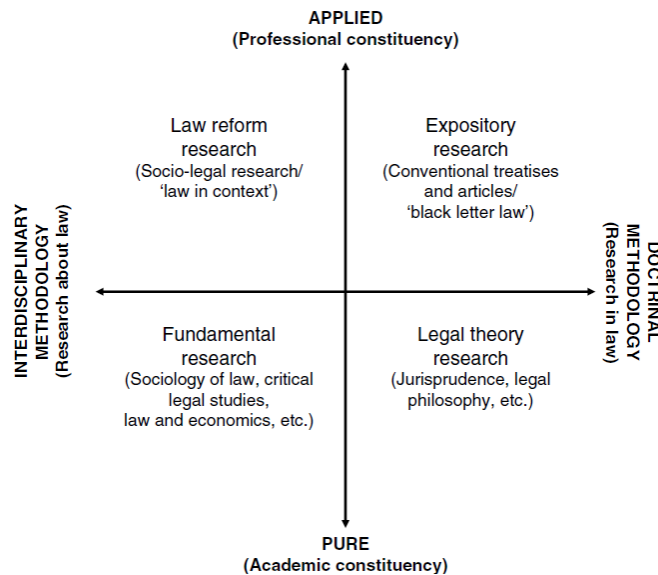 APPLIED
(Professional constituency)
Law reform
research
(Socio-legal research/
‘law in context’)
Expository
research
(Conventional treatises
and articles/
‘black letter law’)
INTERDISCIPLINARY
METHODOLOGY
(Research about law)
DOCTRINAL
METHODOLOGY
(Research in law)
Fundamental
research
(Sociology of law, critical
legal studies,
law and economics, etc.)
Legal theory
research
(Jurisprudence, legal
philosophy, etc.)
PURE
(Academic constituency)